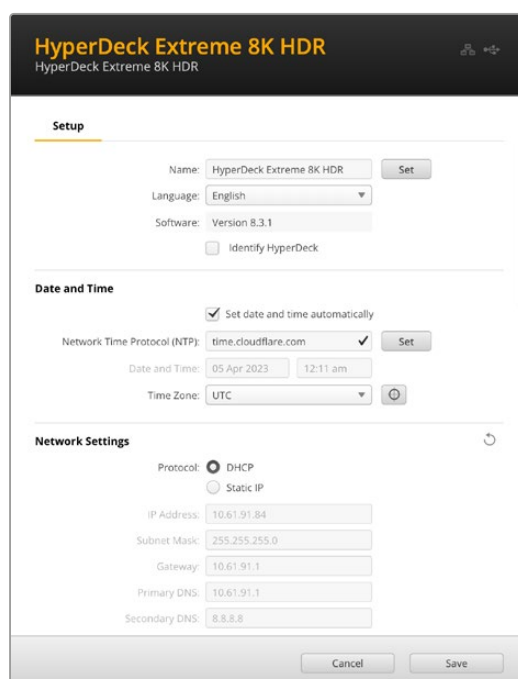 HyperDeck Extreme 8K HDR
HyperDeck Extreme 8K HDR
Setup
Name: HyperDeck Extreme 8K HDR Set
Language: English
Software: Version 8.3.1
Identify HyperDeck
Date and Time
Set date and time automatically
Network Time Protocol (NTP): time.cloudflare.com Set
Date and Time: 05 Apr 2023 12:11 am
Time Zone: UTC
Network Settings
Protocol: DHCP
Static IP
IP Address: 10.61.91.84
Subnet Mask: 255.255.255.0
Gateway: 10.61.91.1
Primary DNS: 10.61.91.1
Secondary DNS: 8.8.8.8
Cancel Save